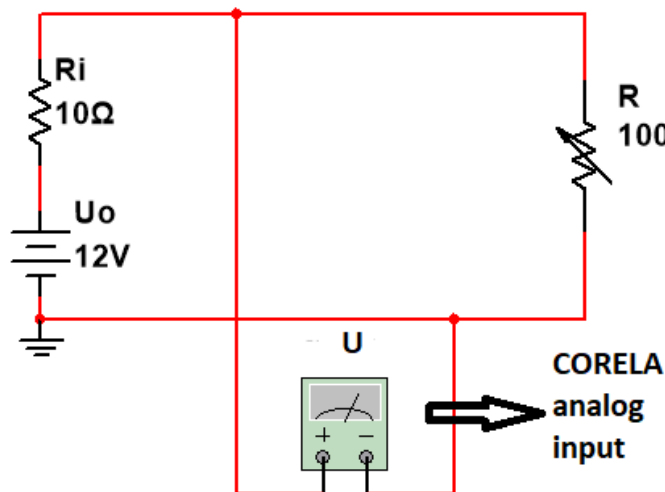 Ri
10Ω
Uo
12V
R
100
U
+ −
CORELA
analog
input